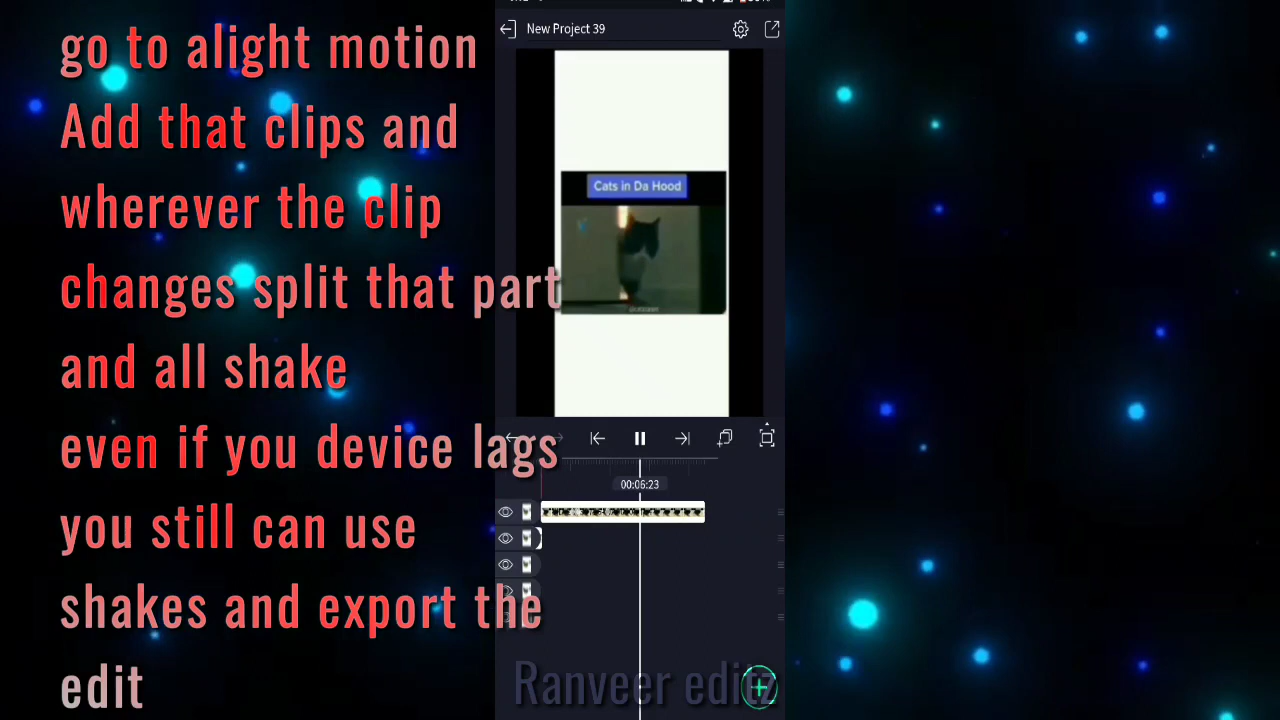 go to alight motion
Add that clips and
wherever the clip
changes split that part
and all shake
even if you device lags
you still can use
shakes and export the
edit
New Project 39
Cats in Da Hood
00:06:23
Ranveer editz